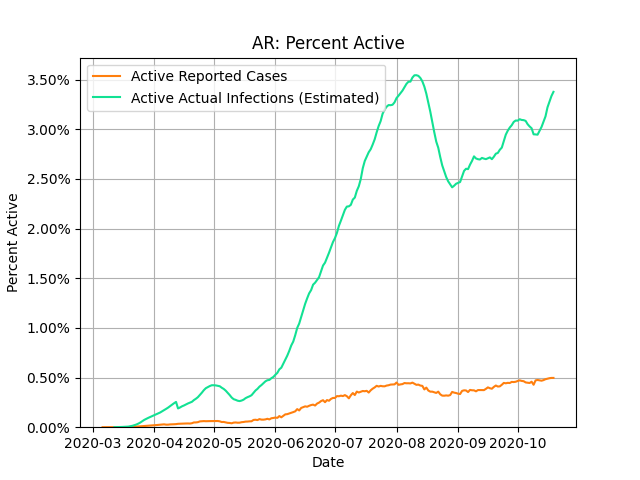 AR: Percent Active
Active Reported Cases
Active Actual Infections (Estimated)
Percent Active
3.50%
3.00%
2.50%
2.00%
1.50%
1.00%
0.50%
0.00%
2020-03 2020-04 2020-05 2020-06 2020-07 2020-08 2020-09 2020-10
Date